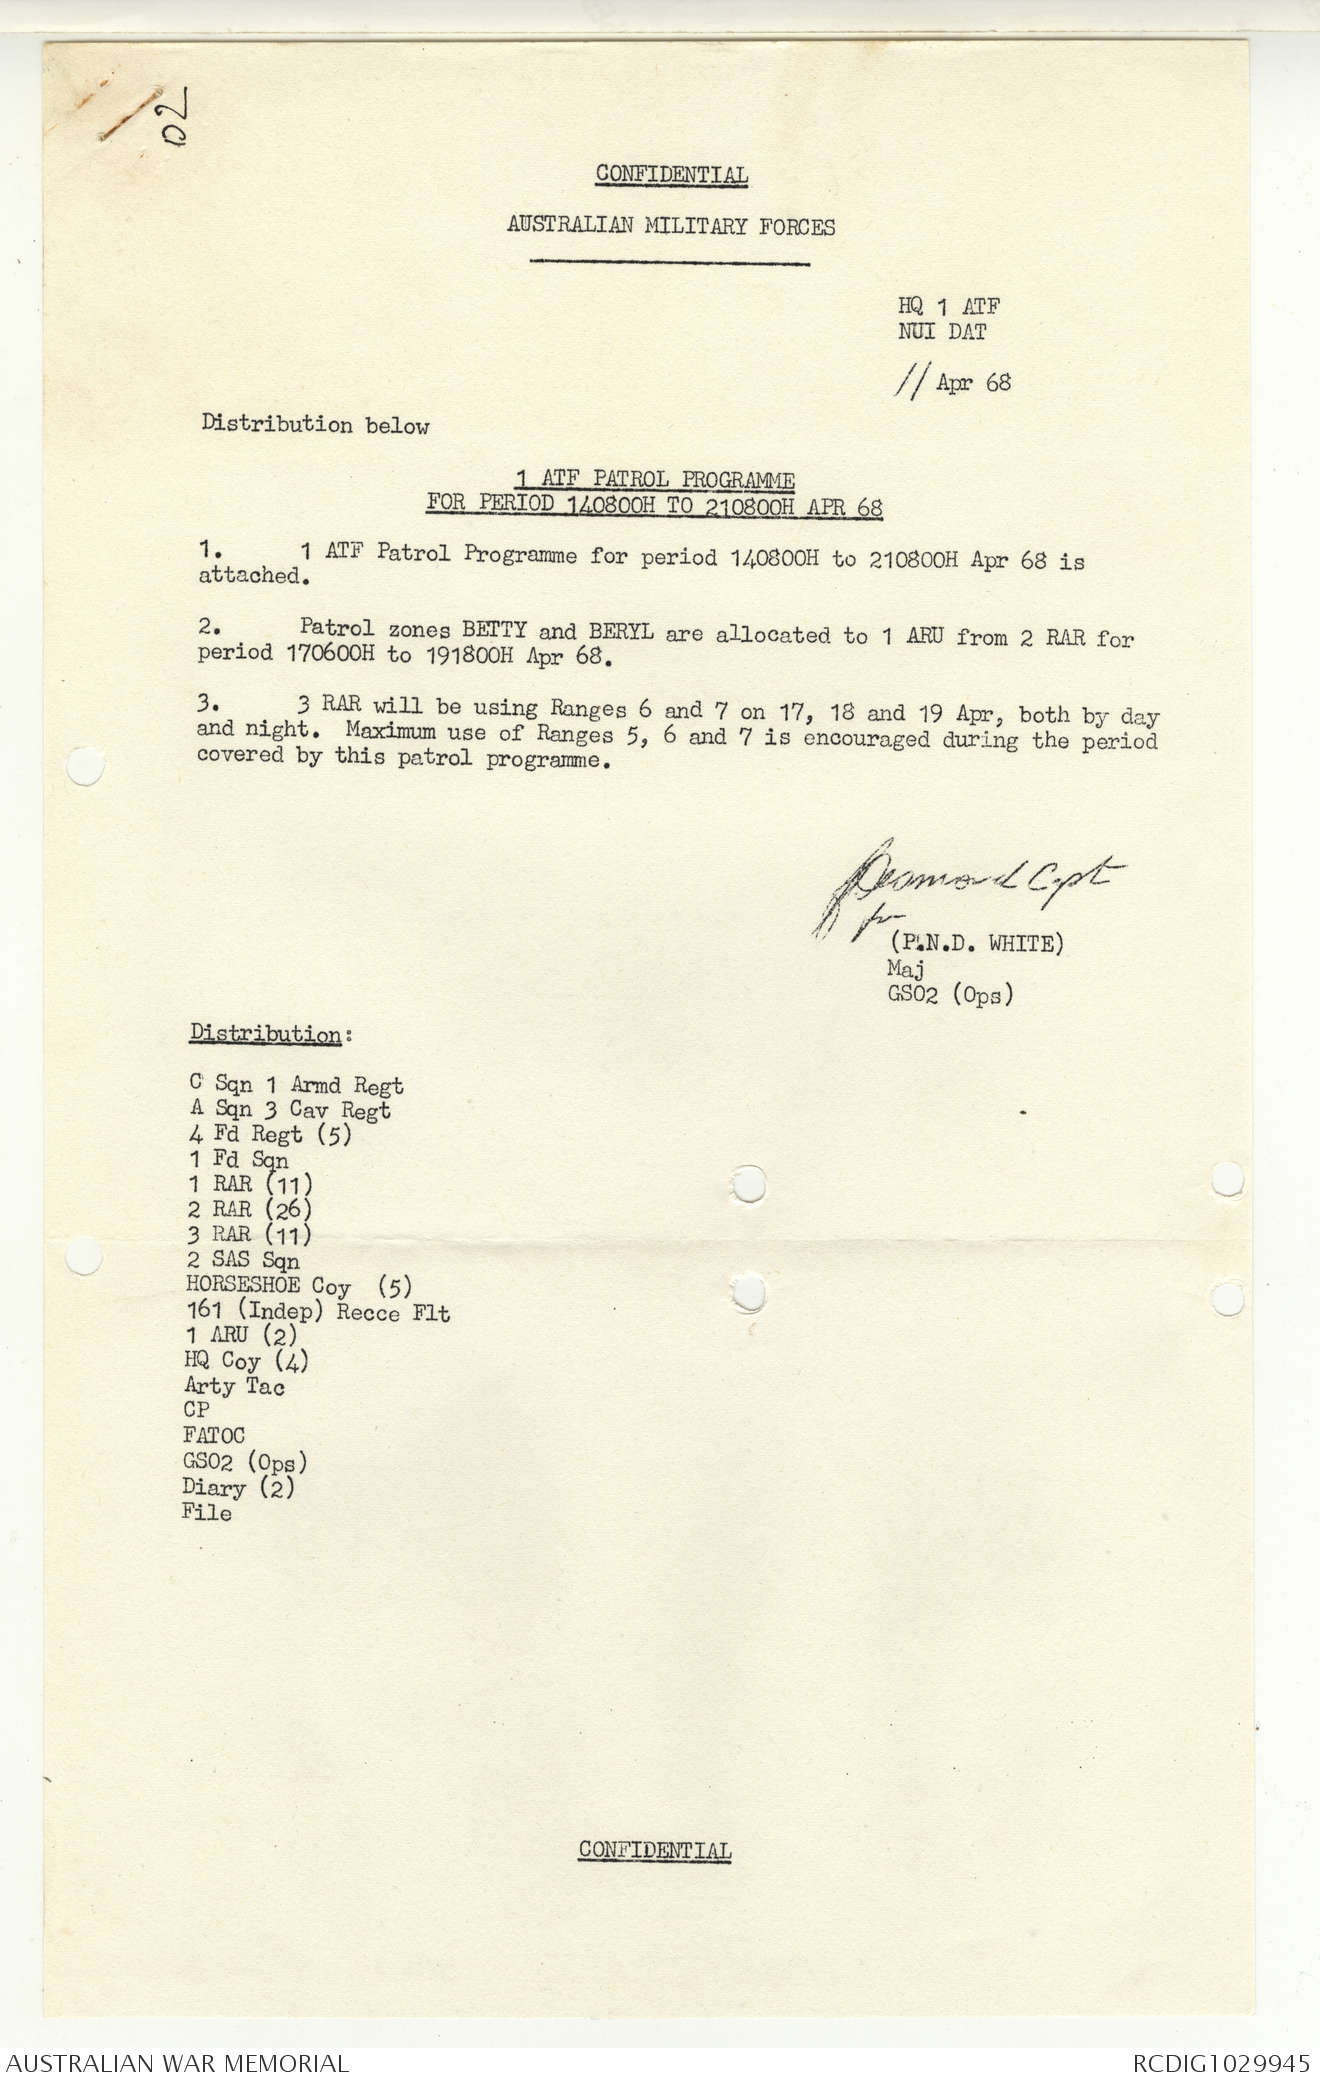 02
CONFIDENTIAL
AUSTRALIAN MILITARY FORCES
HQ 1 ATF
NUI DAT
11 Apr 68
Distribution below
1 ATF PATROL PROGRAMME
FOR PERIOD 140800H TO 210800H APR 68
1. 1 ATF Patrol Programme for period 140800H to 210800H Apr 68 is
attached.
2. Patrol zones BETTY and BERYL are allocated to 1 ARU from 2 RAR for
period 170600H to 191800H Apr 68.
3. 3 RAR will be using Ranges 6 and 7 on 17, 18 and 19 Apr, both by day
and night. Maximum use of Ranges 5, 6 and 7 is encouraged during the period
covered by this patrol programme.
Capt
for
(P.N.D. WHITE)
Maj
GSO2 (Ops)
Distribution:
C Sqn 1 Armd Regt
A Sqn 3 Cav Regt
4 Fd Regt (5)
1 Fd Sqn
1 RAR (11)
2 RAR (26)
3 RAR (11)
2 SAS Sqn
HORSESHOE Coy (5)
161 (Indep) Recce Flt
1 ARU (2)
HQ Coy (4)
Arty Tac
CP
FATOC
GSO2 (Ops)
Diary (2)
File
CONFIDENTIAL
AUSTRALIAN WAR MEMORIAL
RCDIG1029945